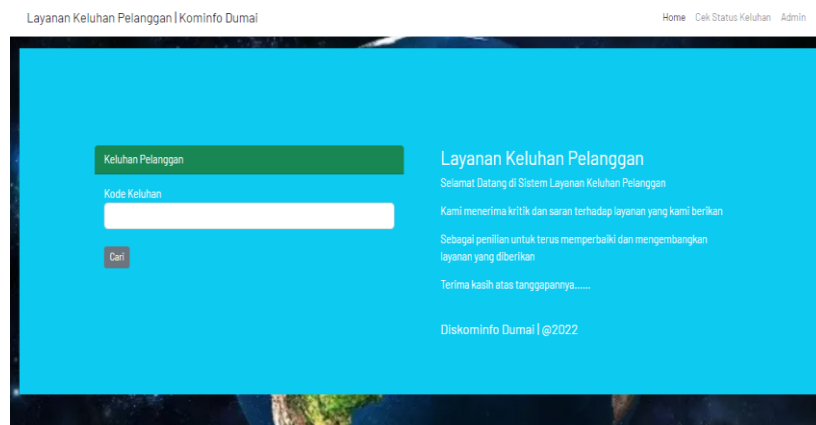 Layanan Keluhan Pelanggan | Kominfo Dumai
Home Cek Status Keluhan Admin
Keluhan Pelanggan
Kode Keluhan
Cari
Layanan Keluhan Pelanggan
Selamat Datang di Sistem Layanan Keluhan Pelanggan
Kami menerima kritik dan saran terhadap layanan yang kami berikan
Sebagai penilian untuk terus memperbaiki dan mengembangkan
layanan yang diberikan
Terima kasih atas tanggapannya......
Diskominfo Dumai | @2022